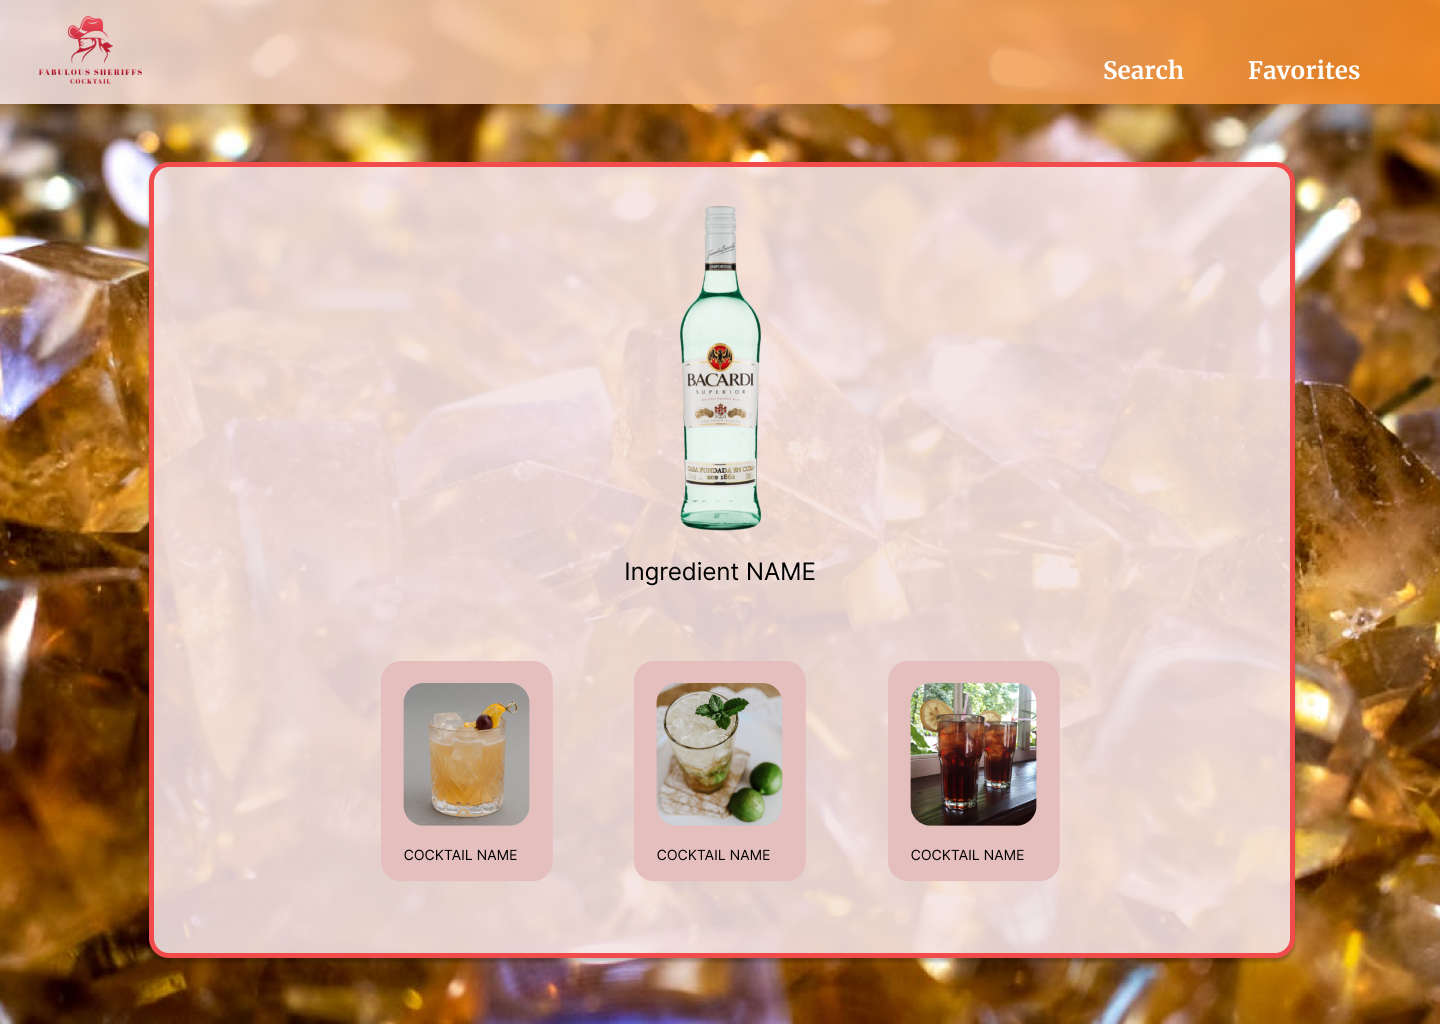 FABULOUS SHERIFFS
COCKTAIL
Search
Favorites
BACARDI
SUPERIOR
CASA FUNDADA EN CUBA
1862
Ingredient NAME
COCKTAIL NAME
COCKTAIL NAME
COCKTAIL NAME